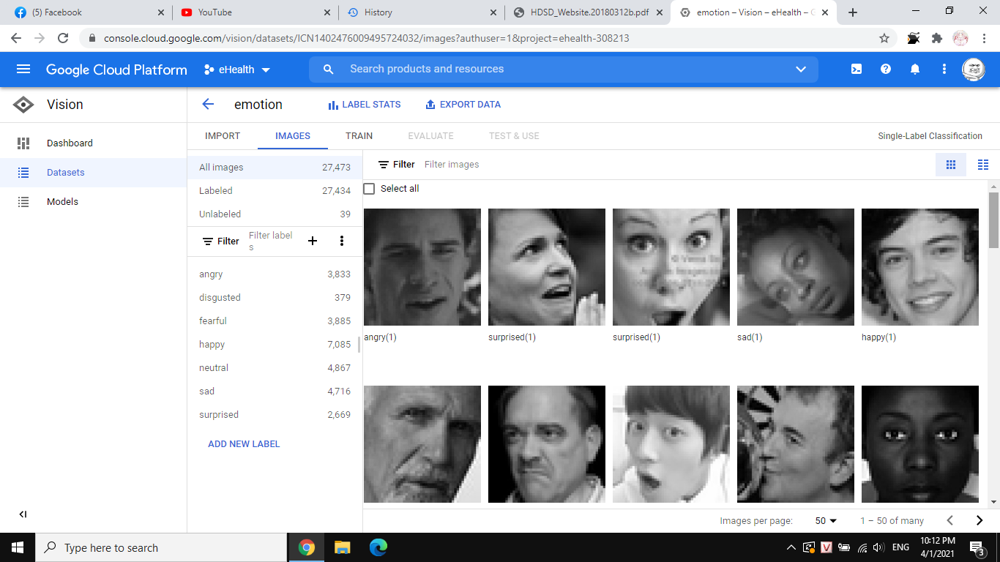 (5) Facebook
YouTube
History
HDSD_Website.20180312b.pdf
emotion – Vision – eHealth – G
console.cloud.google.com/vision/datasets/ICN1402476009495724032/images?authuser=1&project=ehealth-308213
Google Cloud Platform
eHealth
Search products and resources
Vision
emotion
LABEL STATS
EXPORT DATA
Dashboard
Datasets
Models
IMPORT
IMAGES
TRAIN
EVALUATE
TEST & USE
Single-Label Classification
All images 27,473
Labeled 27,434
Unlabeled 39
Filter
Filter label
s
angry 3,833
disgusted 379
fearful 3,885
happy 7,085
neutral 4,867
sad 4,716
surprised 2,669
ADD NEW LABEL
Filter
Filter images
Select all
angry(1)
surprised(1)
surprised(1)
sad(1)
happy(1)
Images per page: 50
1 – 50 of many
Type here to search
V
ENG
10:12 PM
4/1/2021
3